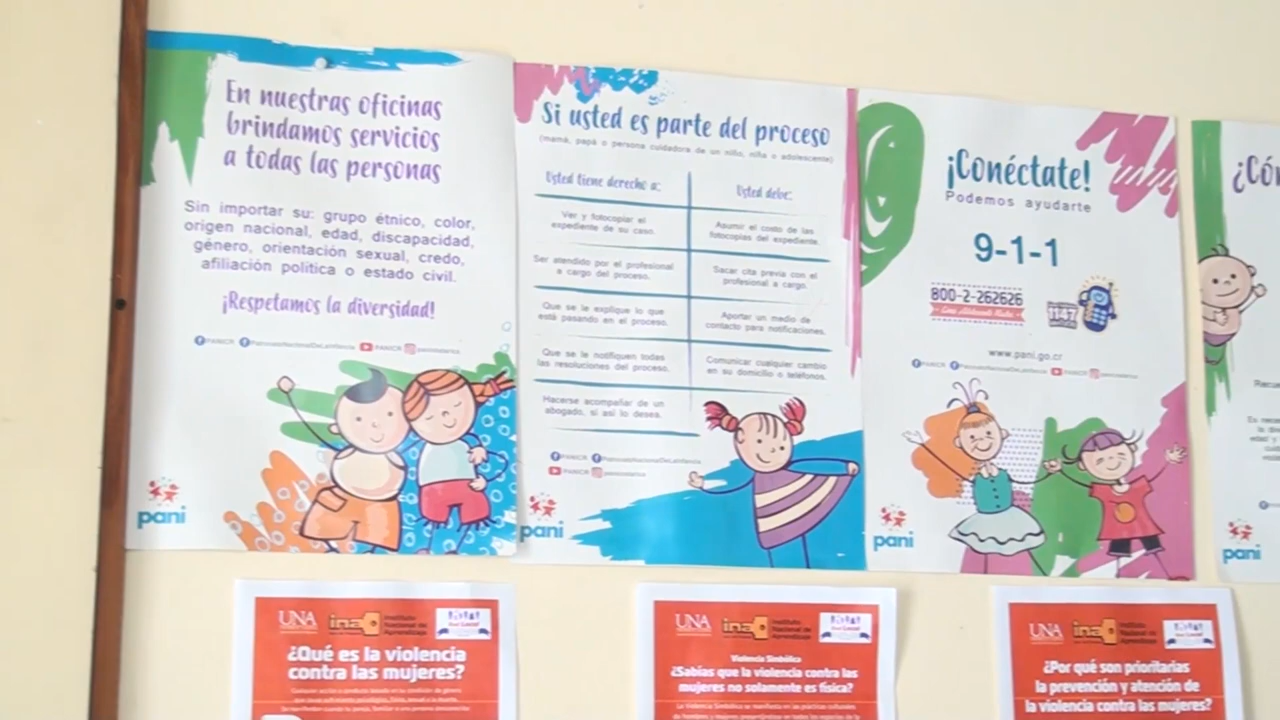 En nuestras oficinas
brindamos servicios
a todas las personas
Sin importar su: grupo étnico, color,
origen nacional, edad, discapacidad,
género, orientación sexual, credo,
afiliación política o estado civil.
¡Respetamos la diversidad!
PANICR PatronatoNacionalDeLaInfancia PANICR
pani
Si usted es parte del proceso
(mamá, papá o persona cuidadora de un niño, niña o adolescente)
Usted tiene derecho a:
Ver y fotocopiar el
expediente de su caso.
Ser atendido por el profesional
a cargo del proceso.
Que se le explique lo que
está pasando en el proceso.
Que se le notifiquen todas
las resoluciones del proceso.
Hacerse acompañar de un
abogado, si así lo desea.
Usted debe:
Asumir el costo de las
fotocopias del expediente.
Sacar cita previa con el
profesional a cargo.
Aportar un medio de
contacto para notificaciones.
Comunicar cualquier cambio
en su domicilio o teléfonos.
PANICR PatronatoNacionalDeLaInfancia
PANICR
pani
¡Conéctate!
Podemos ayudarte
9-1-1
800-2-262626
1147
www.pani.go.cr
PANICR PatronatoNacionalDeLaInfancia PANICR
pani
pani
UNA
ina
Instituto
Nacional de
Aprendizaje
¿Qué es la violencia
contra las mujeres?
UNA
ina
Instituto
Nacional de
Aprendizaje
Violencia Simbólica
¿Sabías que la violencia contra las
mujeres no solamente es física?
La Violencia Simbólica se manifiesta en las prácticas culturales
UNA
ina
Instituto
Nacional de
Aprendizaje
¿Por qué son prioritarias
la prevención y atención de
la violencia contra las mujeres?